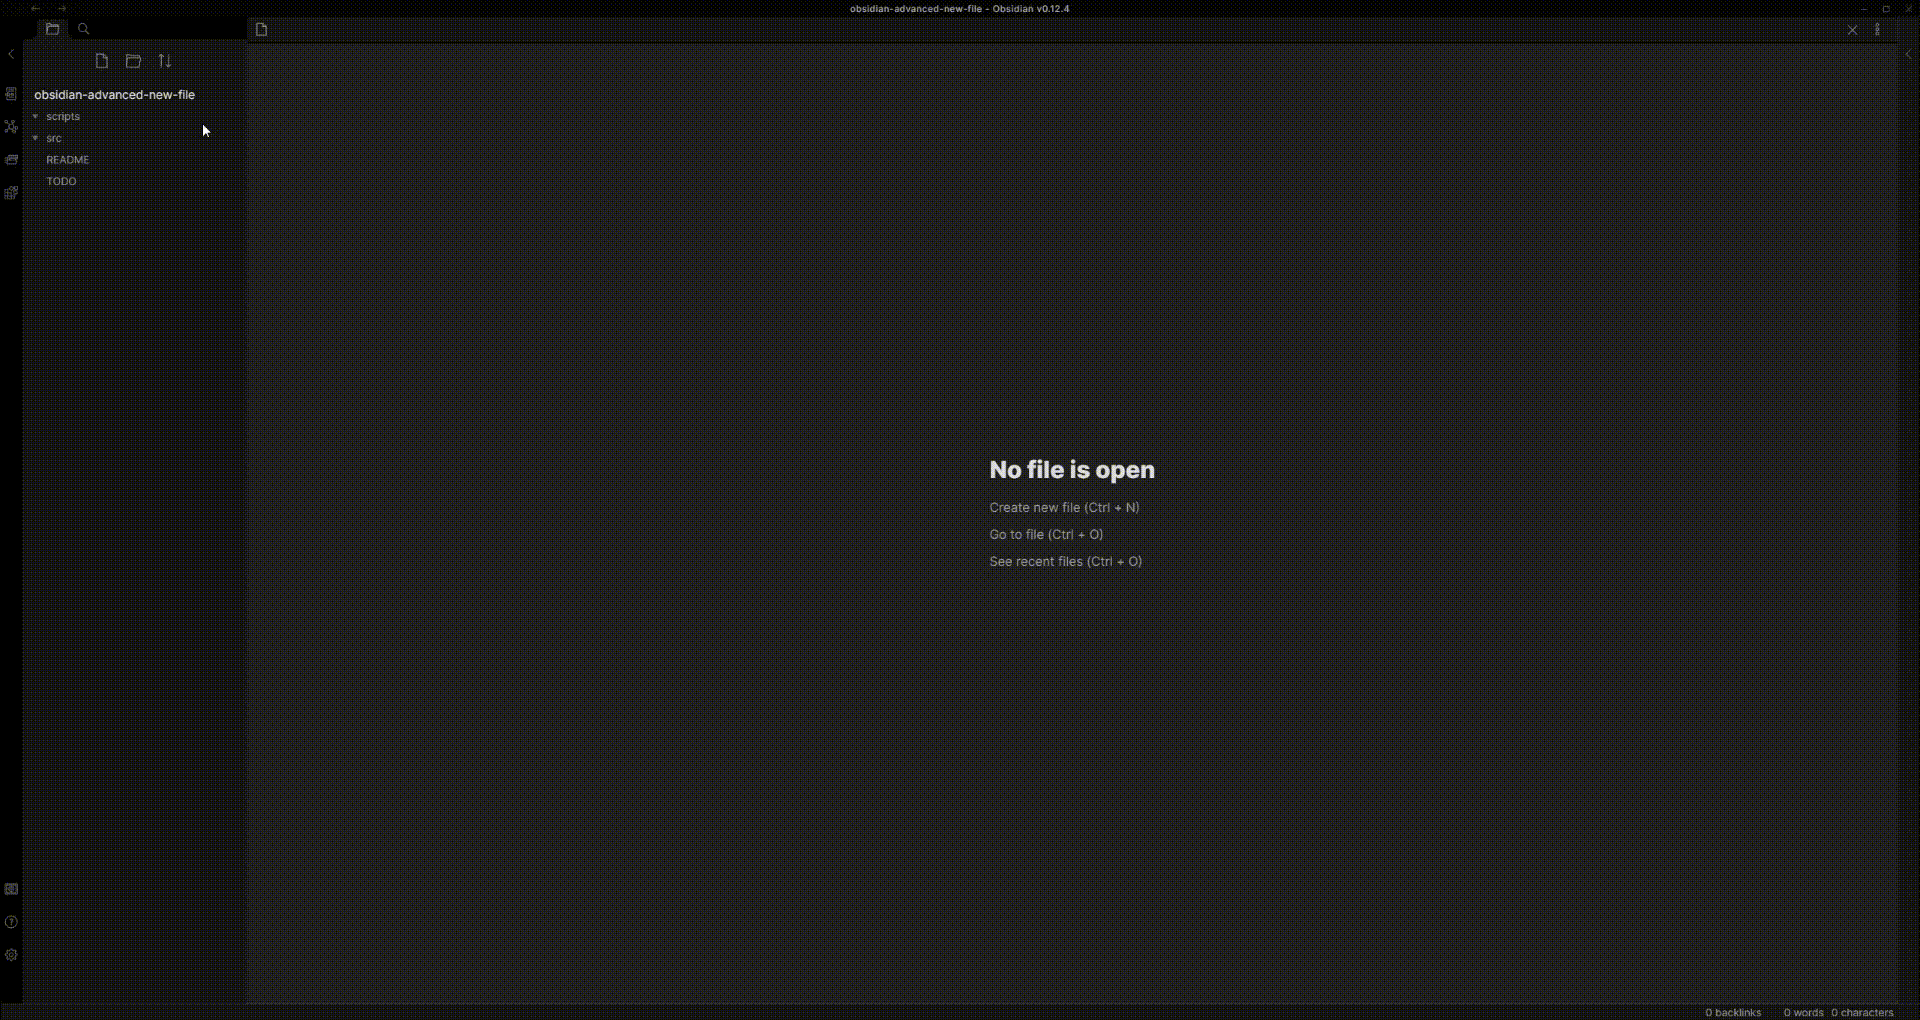 obsidian-advanced-new-file - Obsidian v0.12.4
obsidian-advanced-new-file
scripts
src
README
TODO
No file is open
Create new file (Ctrl + N)
Go to file (Ctrl + O)
See recent files (Ctrl + O)
0 backlinks 0 words 0 characters